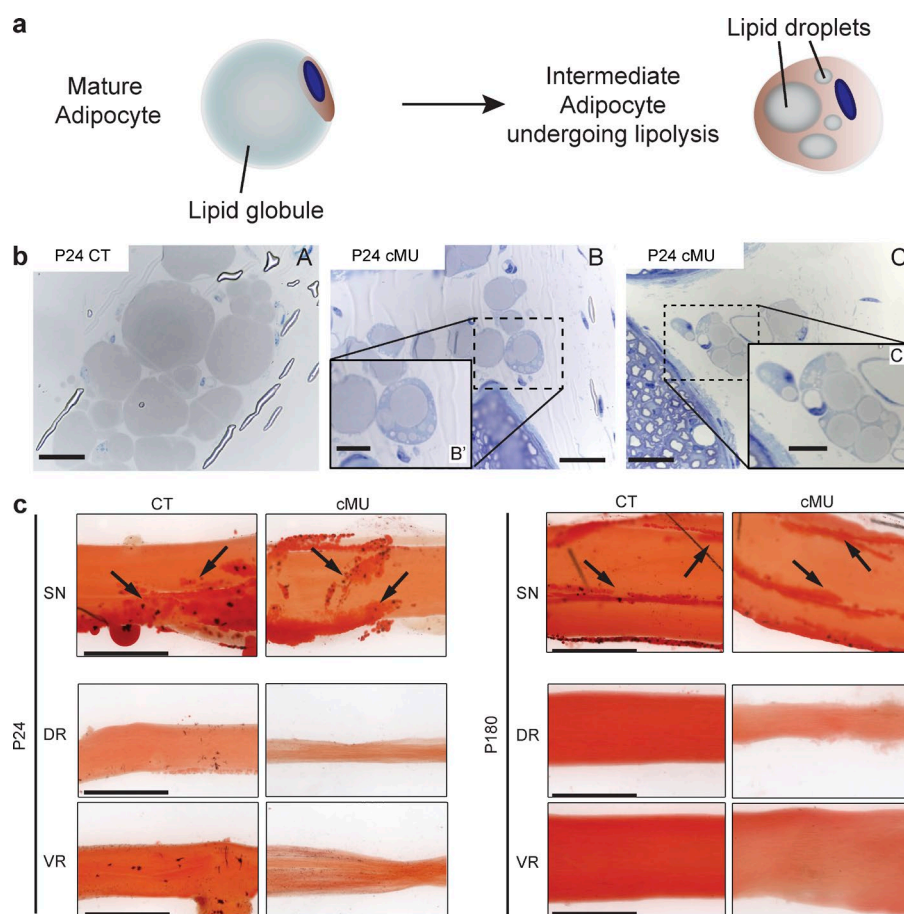 a
Mature
Adipocyte
Lipid globule
Intermediate
Adipocyte
undergoing lipolysis
Lipid droplets
b
P24 CT
A
P24 cMU
B
B'
P24 cMU
C
C
c
CT
cMU
CT
cMU
P24
SN
DR
VR
P180
SN
DR
VR